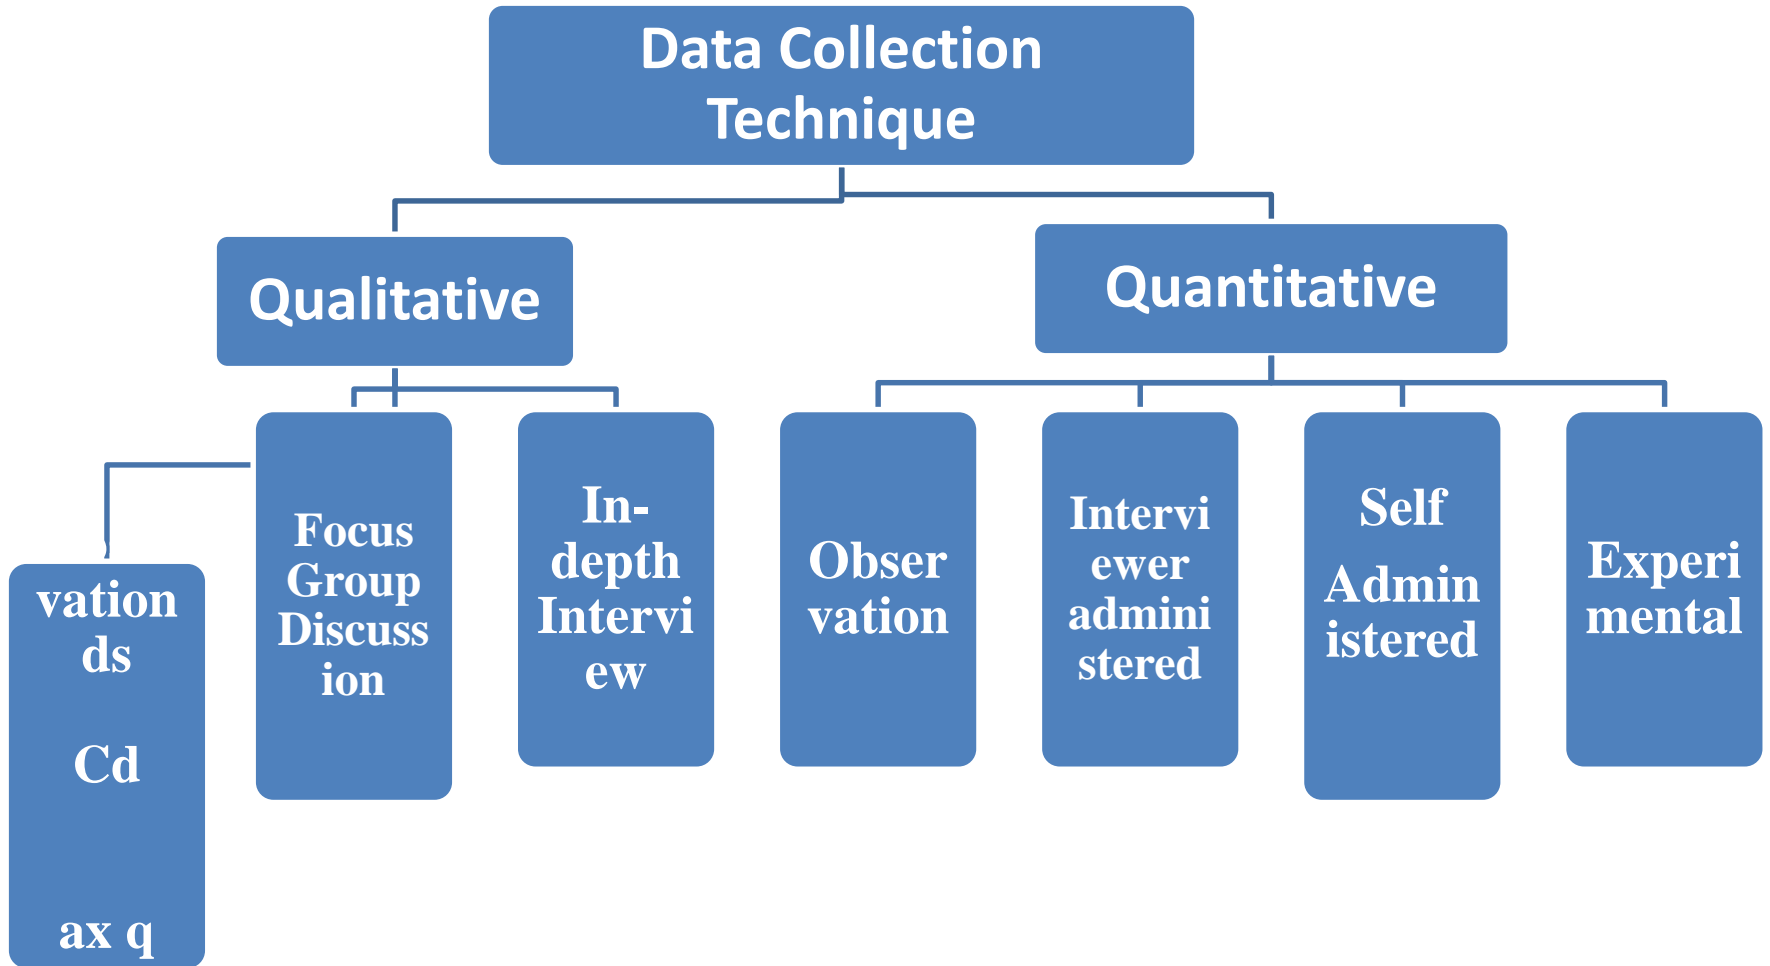 Data Collection
Technique
Qualitative
Quantitative
Focus
Group
Discuss
ion
In-
depth
Intervi
ew
Obser
vation
Intervi
ewer
admini
stered
Self
Admin
istered
Experi
mental
vation
ds
Cd
ax q